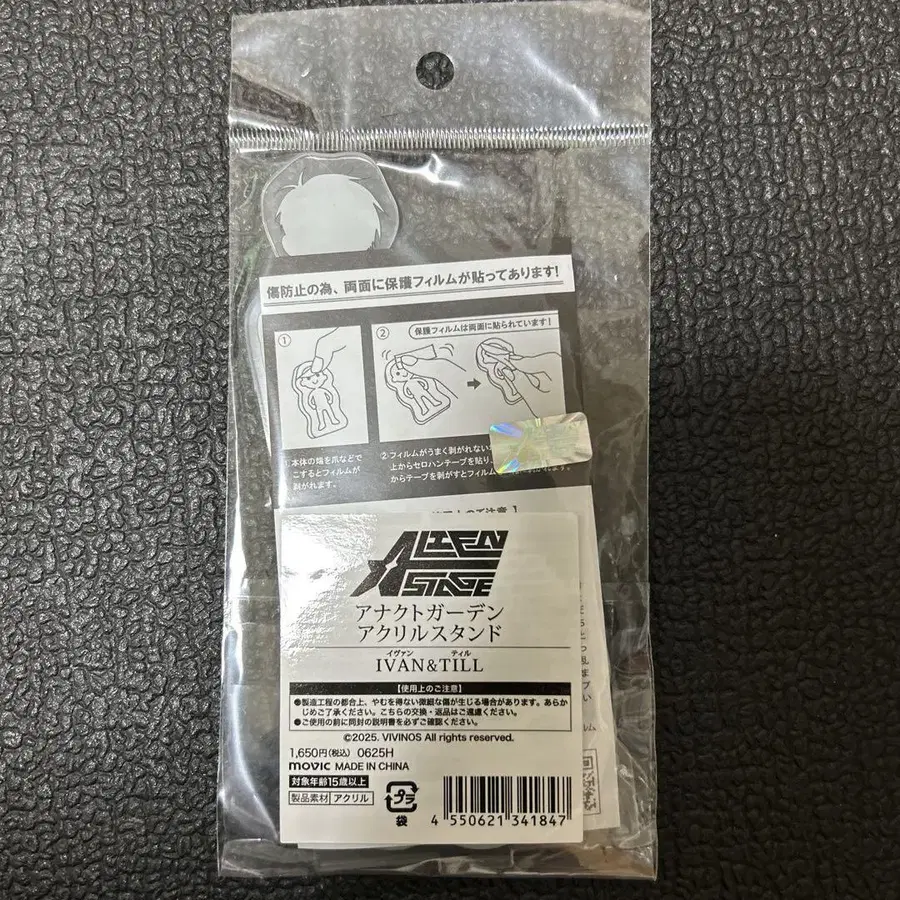 傷防止の為、両面に保護フィルムが貼ってあります!
①
②
保護フィルムは両面に貼られています!
本体の端を爪などで
こするとフィルムが
剥がれます。
②フィルムがうまく剥がれない
上からセロハンテープを貼り
からテープを剥がすとフィルム
ALIEN
STAGE
アナクトガーデン
アクリルスタンド
イヴァン ティル
IVAN&TILL
【使用上のご注意】
●製造工程の都合上、やむを得ない微細な傷が生じる場合があります。あらか
じめご了承ください。こちらの交換・返品はご遠慮ください。
●ご使用の前に同封の説明書を必ずご確認ください。
©2025. VIVINOS All rights reserved.
1,650円(税込) 0625H
movic MADE IN CHINA
対象年齢15歳以上
製品素材 アクリル
プラ
袋
4 550621 341847